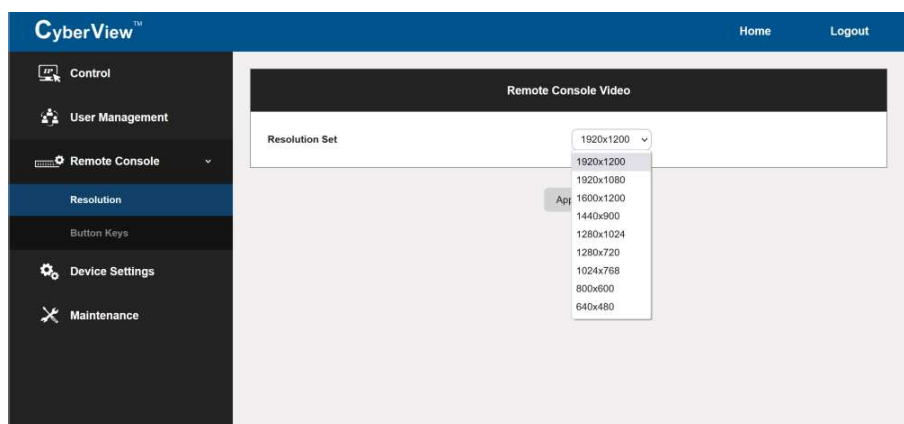 CyberView™
Home
Logout
Control
User Management
Remote Console
Resolution
Button Keys
Device Settings
Maintenance
Remote Console Video
Resolution Set
1920x1200
1920x1200
1920x1080
1600x1200
1440x900
1280x1024
1280x720
1024x768
800x600
640x480